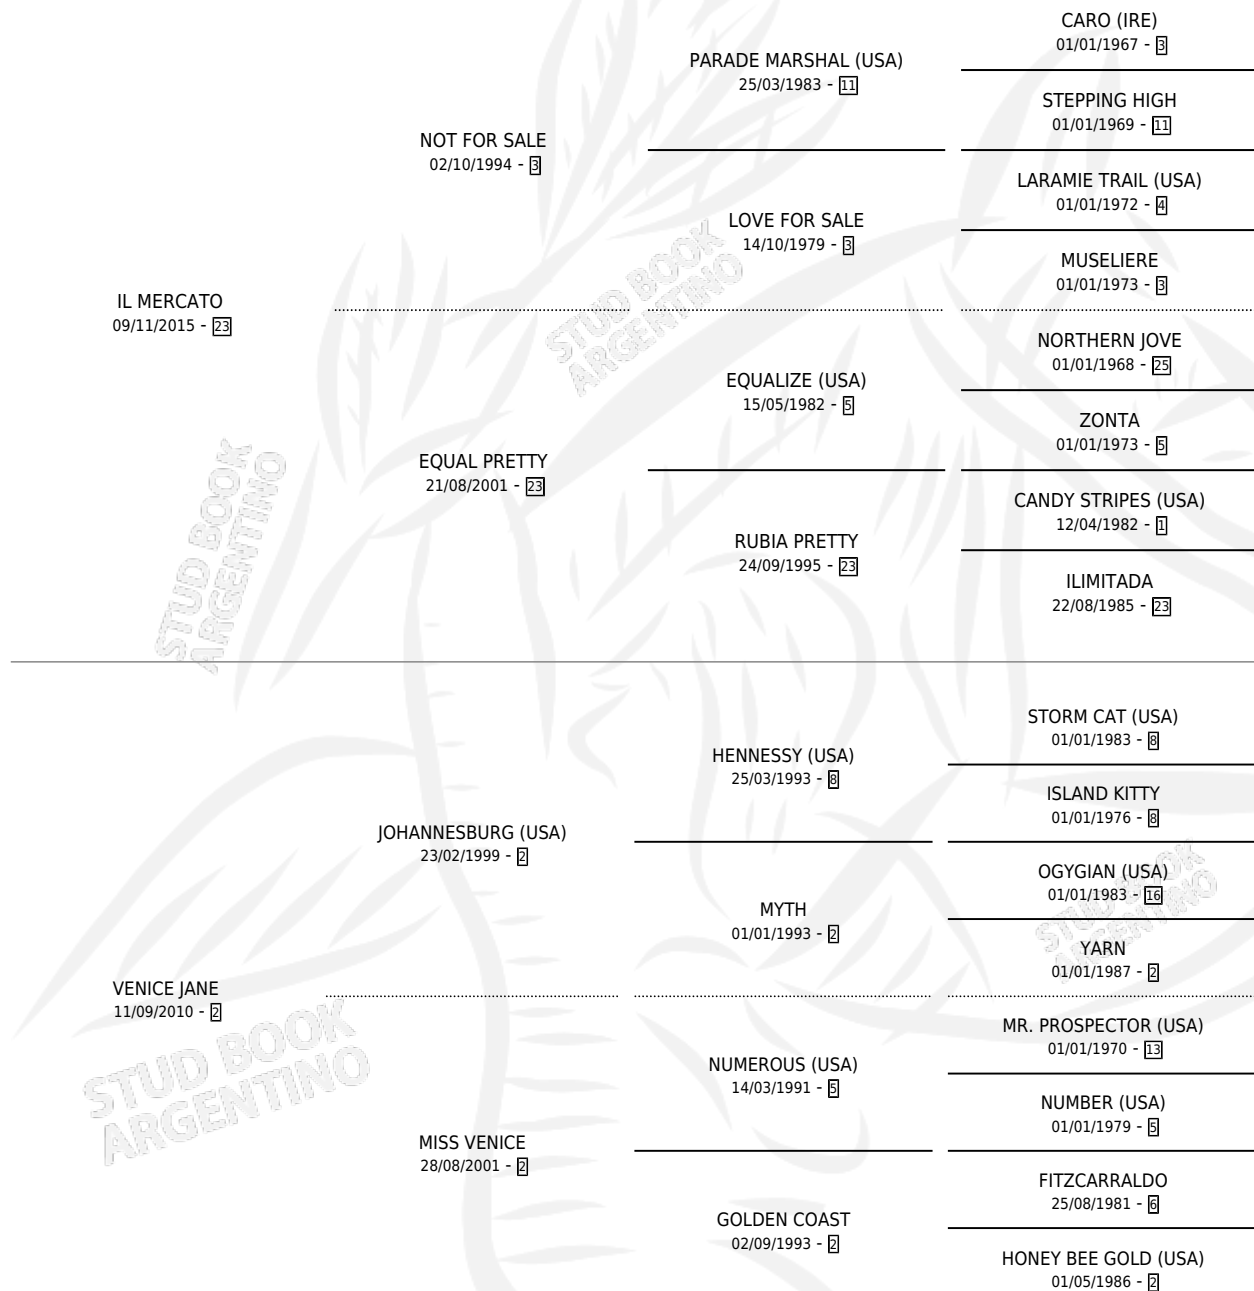 CARO (IRE)
01/01/1967 - 3
PARADE MARSHAL (USA)
25/03/1983 - 11
STEPPING HIGH
01/01/1969 - 11
NOT FOR SALE
02/10/1994 - 3
LARAMIE TRAIL (USA)
01/01/1972 - 4
LOVE FOR SALE
14/10/1979 - 3
MUSELIERE
01/01/1973 - 3
IL MERCATO
09/11/2015 - 23
NORTHERN JOVE
01/01/1968 - 25
EQUALIZE (USA)
15/05/1982 - 5
ZONTA
01/01/1973 - 5
EQUAL PRETTY
21/08/2001 - 23
CANDY STRIPES (USA)
12/04/1982 - 1
RUBIA PRETTY
24/09/1995 - 23
ILIMITADA
22/08/1985 - 23
STORM CAT (USA)
01/01/1983 - 8
HENNESSY (USA)
25/03/1993 - 8
ISLAND KITTY
01/01/1976 - 8
JOHANNESBURG (USA)
23/02/1999 - 2
OGYGIAN (USA)
01/01/1983 - 16
MYTH
01/01/1993 - 2
YARN
01/01/1987 - 2
VENICE JANE
11/09/2010 - 2
MR. PROSPECTOR (USA)
01/01/1970 - 13
NUMEROUS (USA)
14/03/1991 - 5
NUMBER (USA)
01/01/1979 - 5
MISS VENICE
28/08/2001 - 2
FITZCARRALDO
25/08/1981 - 6
GOLDEN COAST
02/09/1993 - 2
HONEY BEE GOLD (USA)
01/05/1986 - 2
STUD BOOK
ARGENTINO
STUD BOOK
ARGENTINO
STUD BOOK
ARGENTINO
STUD BOOK
ARGENTINO